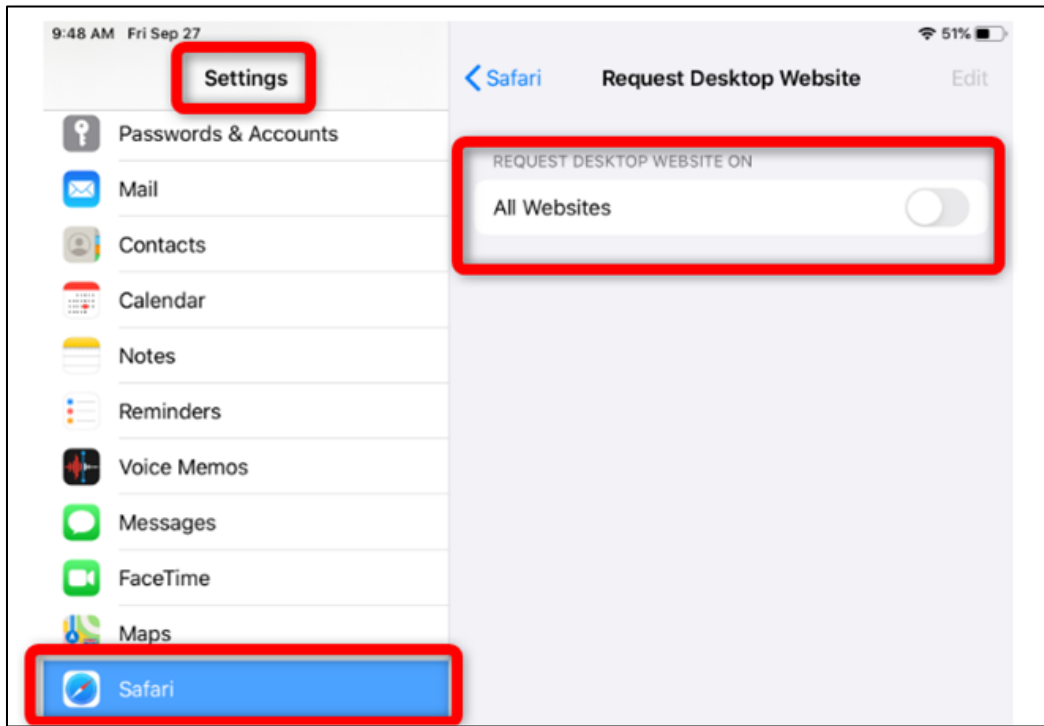 9:48 AM Fri Sep 27
51%
Settings
Passwords & Accounts
Mail
Contacts
Calendar
Notes
Reminders
Voice Memos
Messages
FaceTime
Maps
Safari
Safari Request Desktop Website Edit
REQUEST DESKTOP WEBSITE ON
All Websites